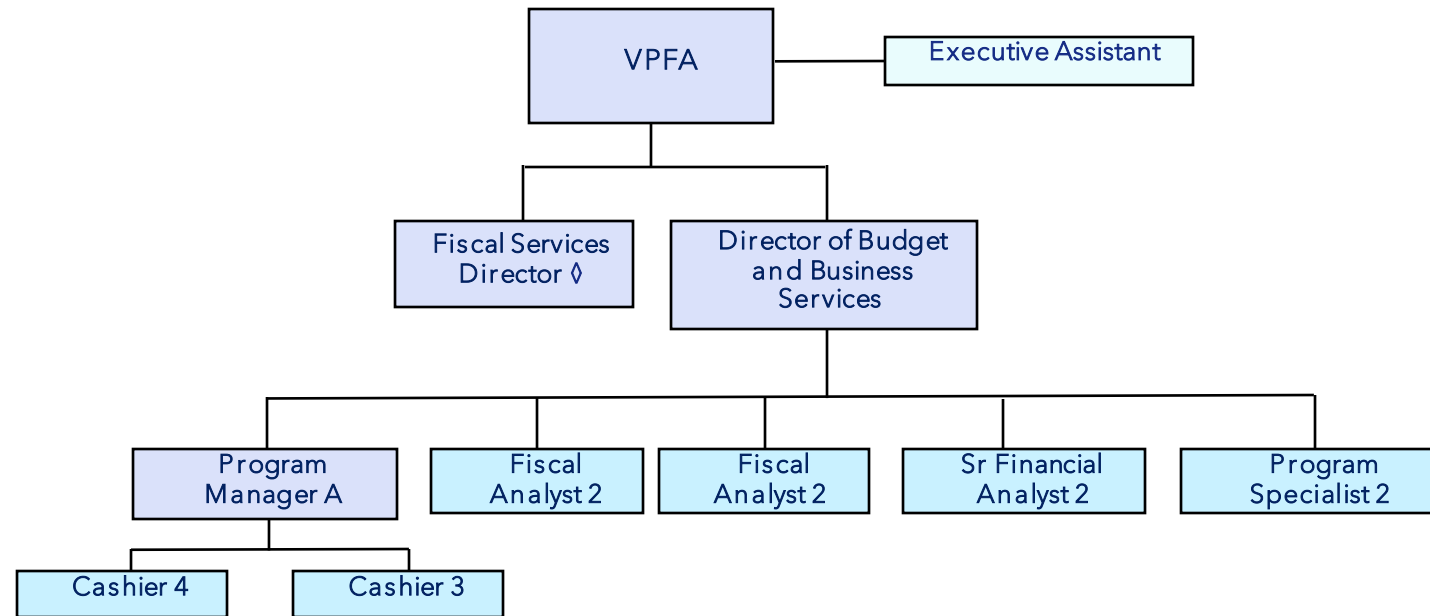 VPFA
Executive Assistant
Fiscal Services
Director ◊
Director of Budget
and Business
Services
Program
Manager A
Fiscal
Analyst 2
Fiscal
Analyst 2
Sr Financial
Analyst 2
Program
Specialist 2
Cashier 4
Cashier 3